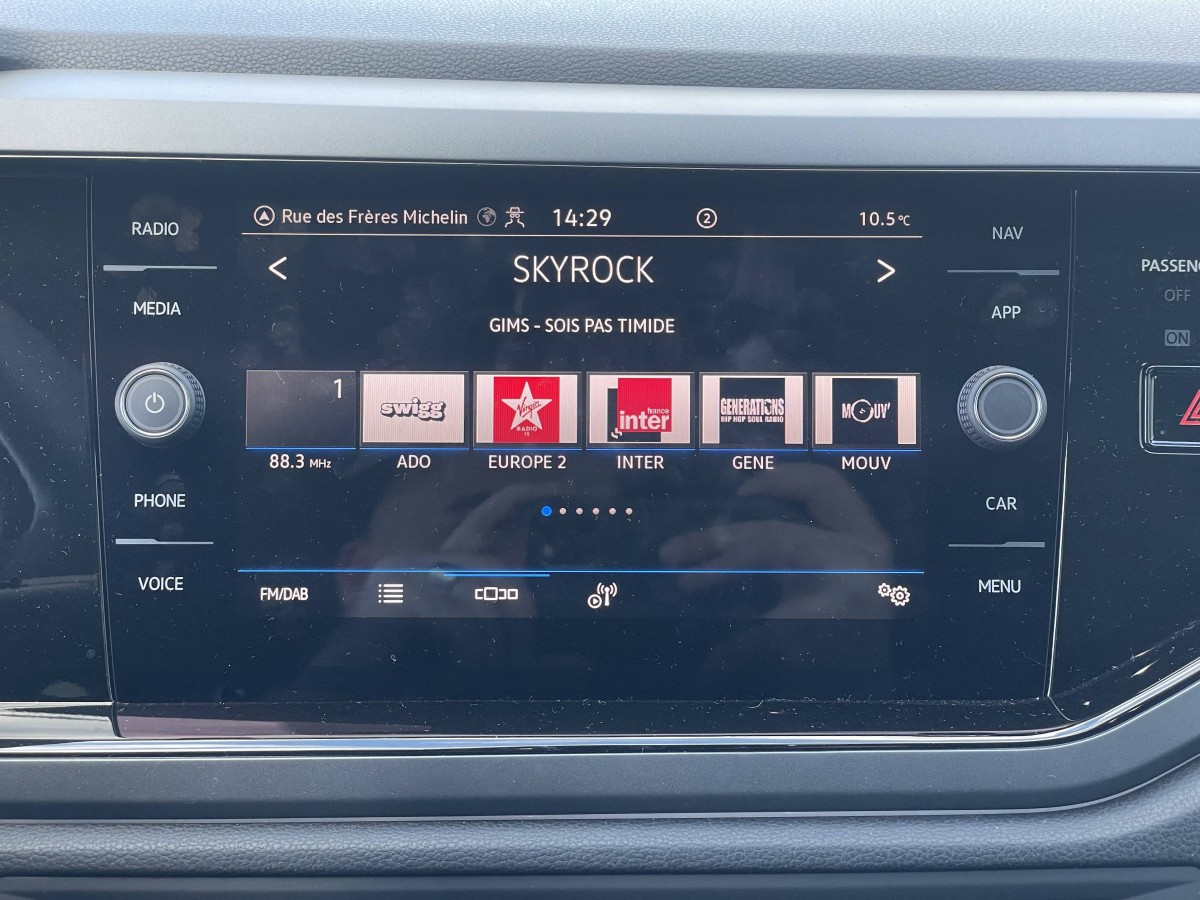 RADIO
MEDIA
PHONE
VOICE
Rue des Frères Michelin 14:29 2 10.5°C
< SKYROCK >
GIMS - SOIS PAS TIMIDE
1 swigg Virgin RADIO france inter GENERATIONS HIP HOP SOUL RADIO MOUV'
88.3 MHz ADO EUROPE 2 INTER GENE MOUV
FM/DAB
NAV
APP
CAR
MENU
PASSENG
OFF
ON